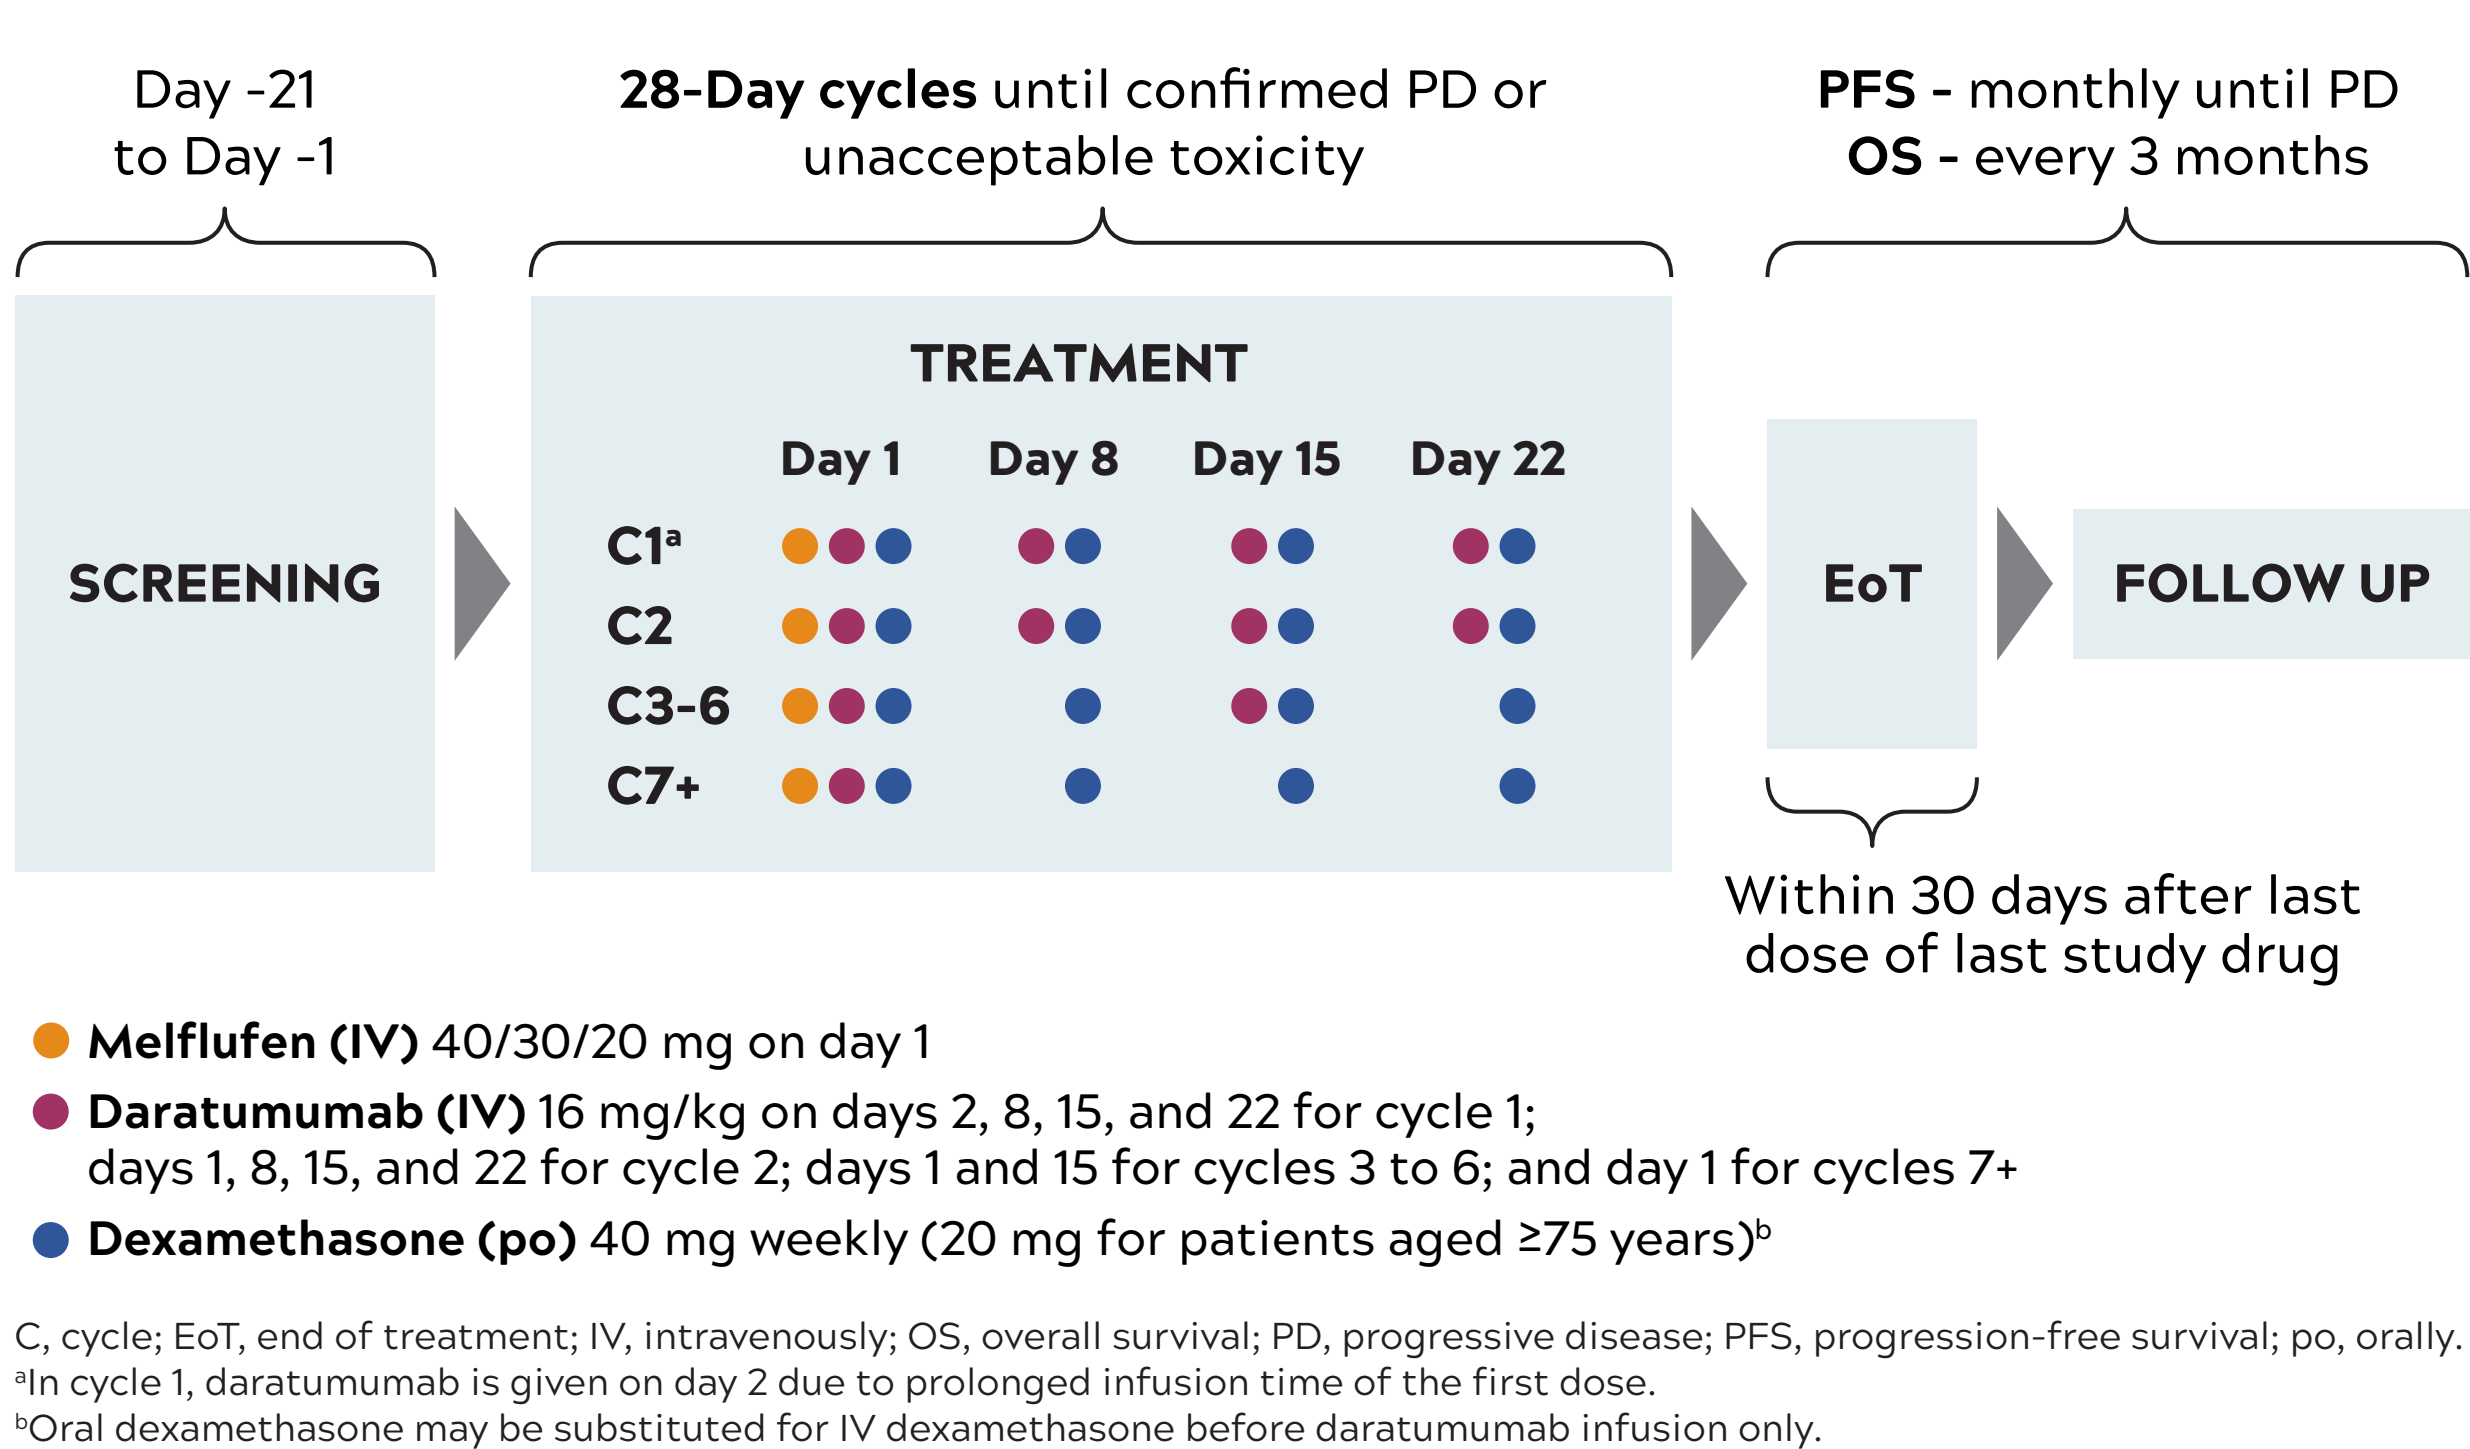 Day -21
to Day -1
28-Day cycles until confirmed PD or
unacceptable toxicity
PFS - monthly until PD
OS - every 3 months
SCREENING
TREATMENT
Day 1 Day 8 Day 15 Day 22
C1ᵃ
C2
C3-6
C7+
EoT
FOLLOW UP
Within 30 days after last
dose of last study drug
Melflufen (IV) 40/30/20 mg on day 1
Daratumumab (IV) 16 mg/kg on days 2, 8, 15, and 22 for cycle 1;
days 1, 8, 15, and 22 for cycle 2; days 1 and 15 for cycles 3 to 6; and day 1 for cycles 7+
Dexamethasone (po) 40 mg weekly (20 mg for patients aged ≥75 years)ᵇ
C, cycle; EoT, end of treatment; IV, intravenously; OS, overall survival; PD, progressive disease; PFS, progression-free survival; po, orally.
ᵃIn cycle 1, daratumumab is given on day 2 due to prolonged infusion time of the first dose.
ᵇOral dexamethasone may be substituted for IV dexamethasone before daratumumab infusion only.